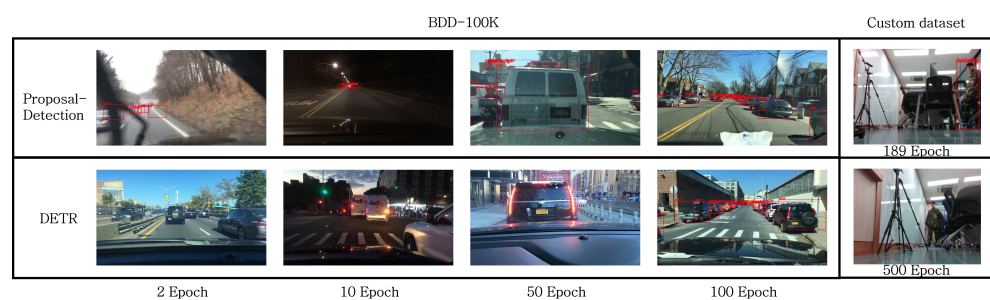 BDD-100K
Custom dataset
Proposal-
Detection
189 Epoch
DETR
500 Epoch
2 Epoch
10 Epoch
50 Epoch
100 Epoch